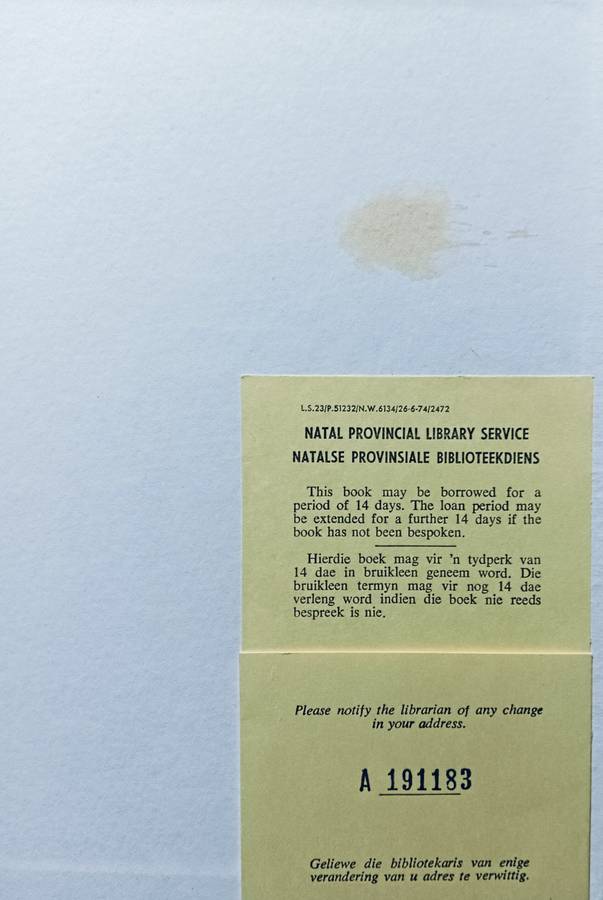 L.S.23/P.51232/N.W.6134/26-6-74/2472
NATAL PROVINCIAL LIBRARY SERVICE
NATALSE PROVINSIALE BIBLIOTEEKDIENS
This book may be borrowed for a
period of 14 days. The loan period may
be extended for a further 14 days if the
book has not been bespoken.
Hierdie boek mag vir 'n tydperk van
14 dae in bruikleen geneem word. Die
bruikleen termyn mag vir nog 14 dae
verleng word indien die boek nie reeds
bespreek is nie.
Please notify the librarian of any change
in your address.
A 191183
Geliewe die bibliotekaris van enige
verandering van u adres te verwittig.